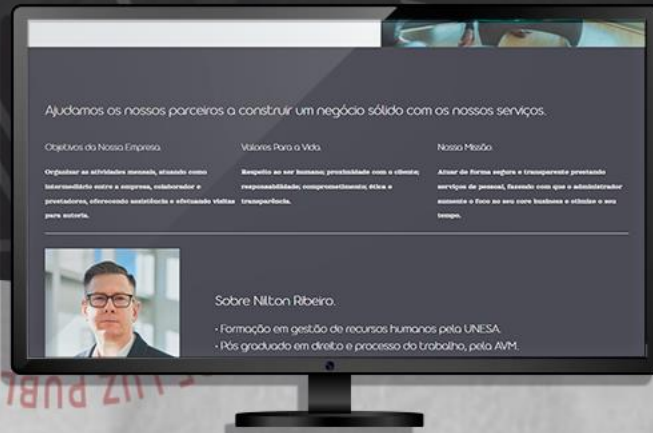 Ajudamos os nossos parceiros a construir um negócio sólido com os nossos serviços.
Objetivos da Nossa Empresa.
Organizar as atividades mensais, atuando como
intermediário entre a empresa, colaborador e
prestadores, oferecendo assistência e efetuando visitas
para autoria.
Valores Para a Vida.
Respeito ao ser humano; proximidade com o cliente;
responsabilidade; comprometimento; ética e
transparência.
Nossa Missão.
Atuar de forma segura e transparente prestando
serviços de pessoal, fazendo com que o administrador
aumente o foco no seu core business e otimize o seu
tempo.
Sobre Nilton Ribeiro.
• Formação em gestão de recursos humanos pela UNESA.
• Pós graduado em direito e processo do trabalho, pela AVM.
LUZ PUBL